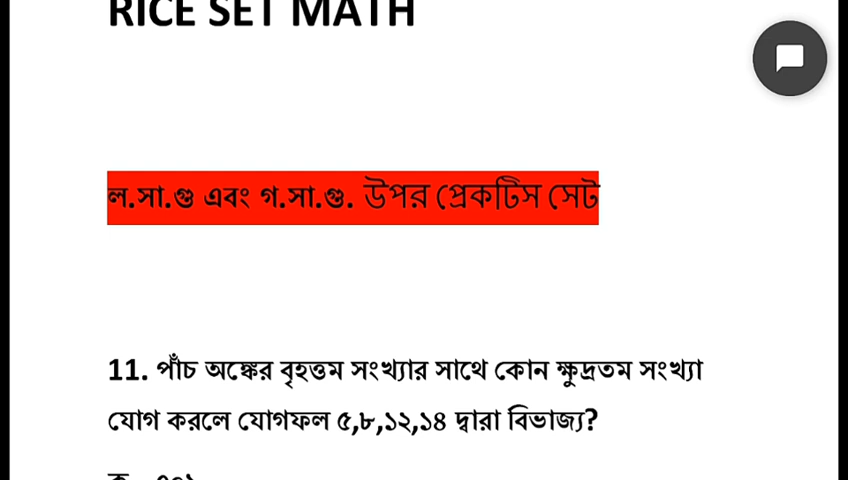 RICE SET MATH
ল.সা.গু এবং গ.সা.গু. উপর প্রেকটিস সেট
11. পাঁচ অঙ্কের বৃহত্তম সংখ্যার সাথে কোন ক্ষুদ্রতম সংখ্যা
যোগ করলে যোগফল ৫,৮,১২,১৪ দ্বারা বিভাজ্য?